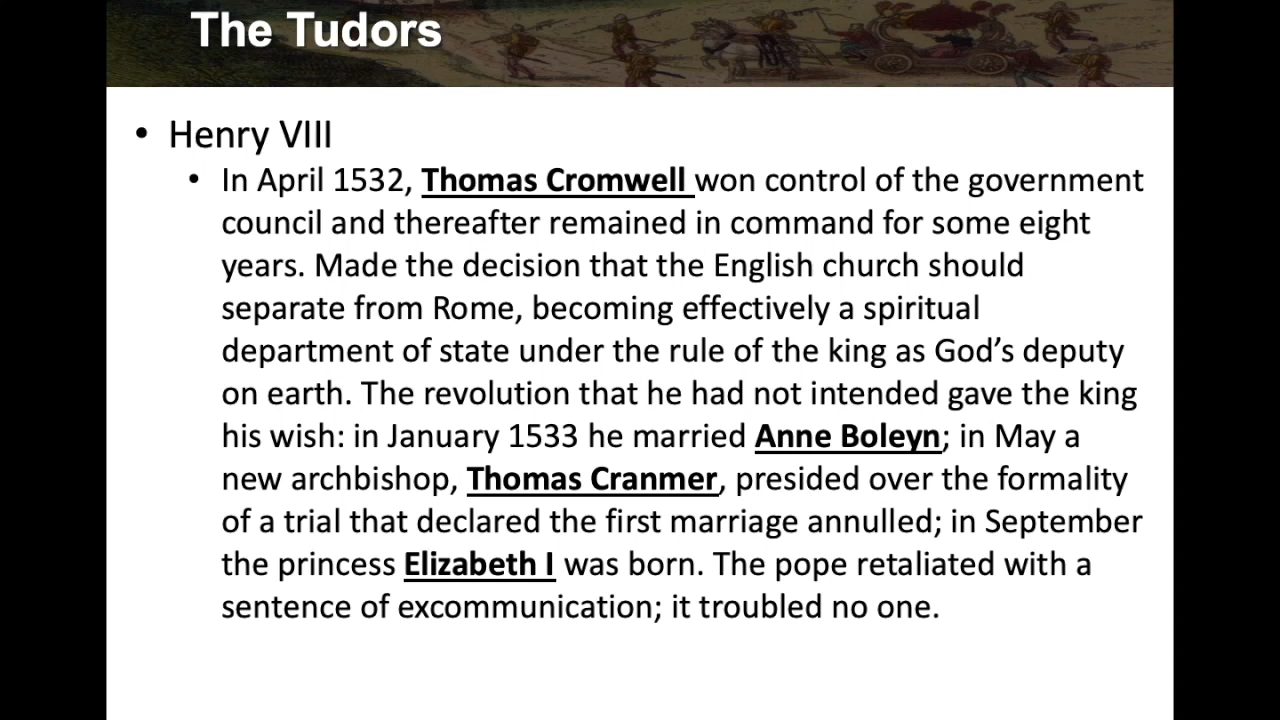 The Tudors
• Henry VIII
• In April 1532, Thomas Cromwell won control of the government
council and thereafter remained in command for some eight
years. Made the decision that the English church should
separate from Rome, becoming effectively a spiritual
department of state under the rule of the king as God’s deputy
on earth. The revolution that he had not intended gave the king
his wish: in January 1533 he married Anne Boleyn; in May a
new archbishop, Thomas Cranmer, presided over the formality
of a trial that declared the first marriage annulled; in September
the princess Elizabeth I was born. The pope retaliated with a
sentence of excommunication; it troubled no one.